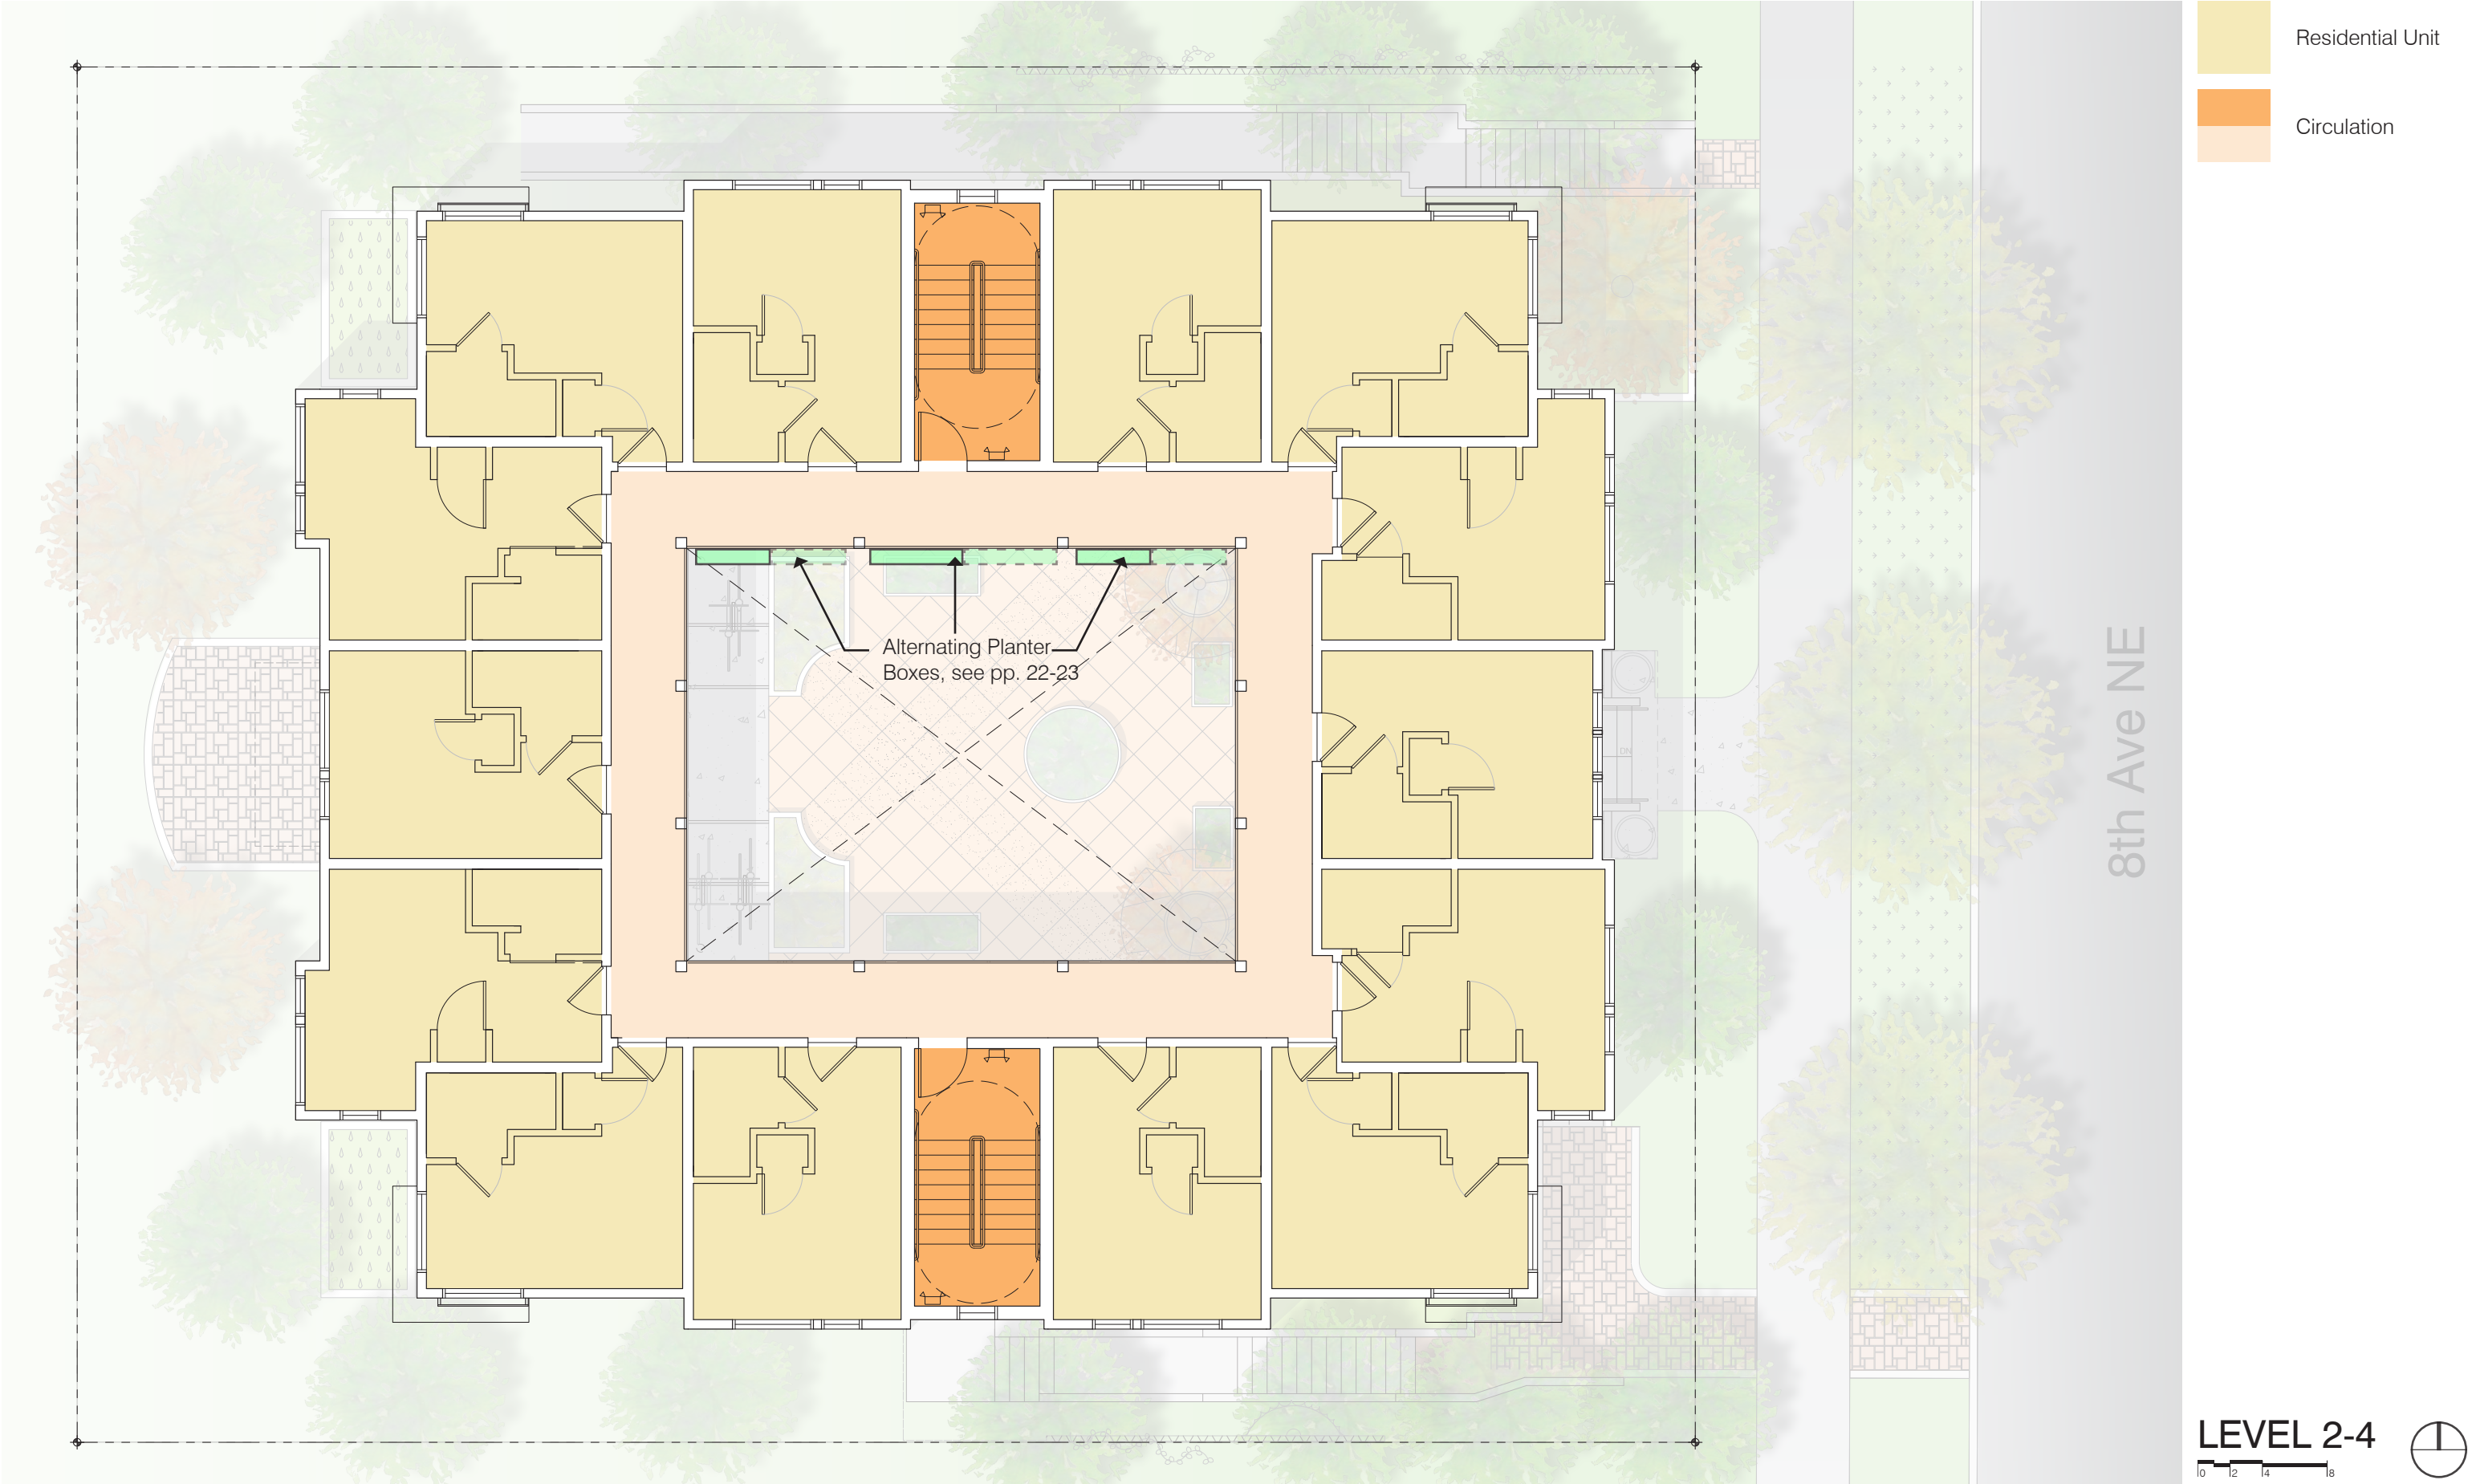 Residential Unit
Circulation
Alternating Planter
Boxes, see pp. 22-23
DN
8th Ave NE
LEVEL 2-4
0 2 4 8